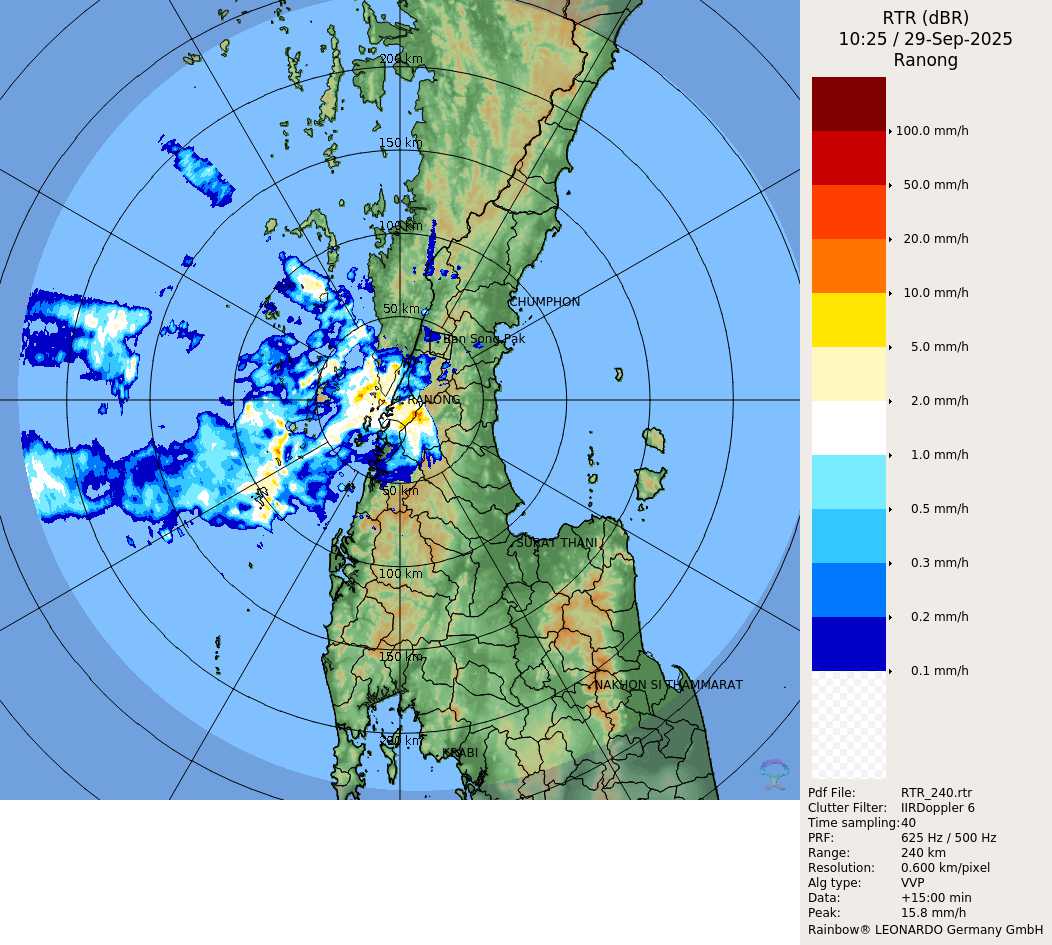 RTR (dBR)
10:25 / 29-Sep-2025
Ranong
200 km
150 km
100 km
50 km
CHUMPHON
Ban Song Pak
RANONG
50 km
SURAT THANI
100 km
150 km
NAKHON SI THAMMARAT
200 km
KRABI
100.0 mm/h
50.0 mm/h
20.0 mm/h
10.0 mm/h
5.0 mm/h
2.0 mm/h
1.0 mm/h
0.5 mm/h
0.3 mm/h
0.2 mm/h
0.1 mm/h
Pdf File: RTR_240.rtr
Clutter Filter: IIRDoppler 6
Time sampling: 40
PRF: 625 Hz / 500 Hz
Range: 240 km
Resolution: 0.600 km/pixel
Alg type: VVP
Data: +15:00 min
Peak: 15.8 mm/h
Rainbow® LEONARDO Germany GmbH